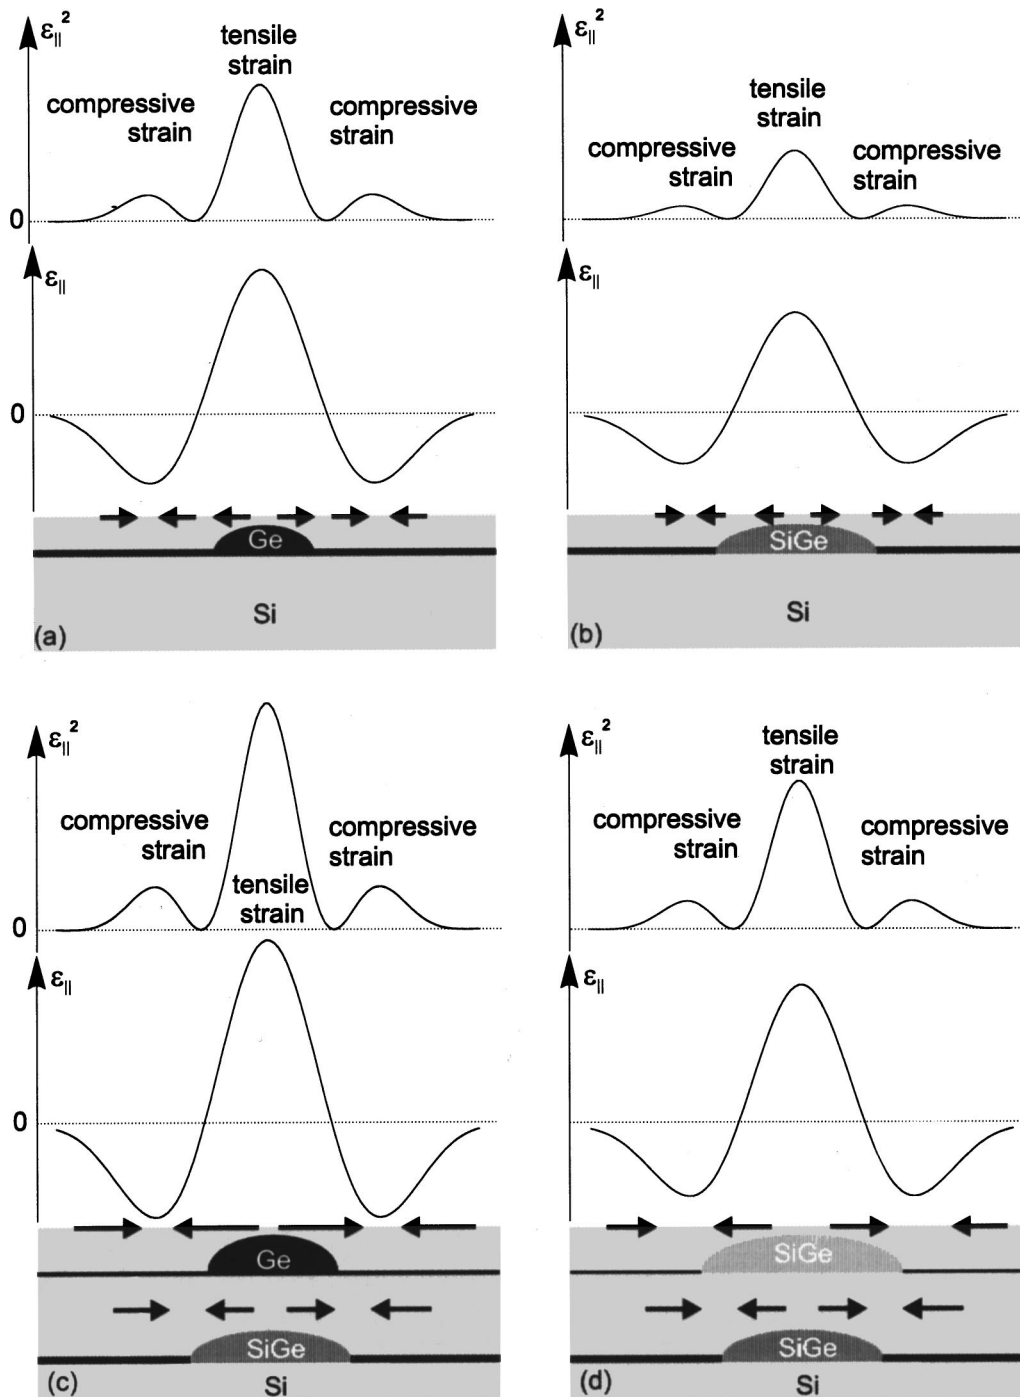 ε||²
tensile
strain
compressive
strain
compressive
strain
0
ε||
0
Ge
Si
(a)
ε||²
tensile
strain
compressive
strain
compressive
strain
ε||
SiGe
Si
(b)
ε||²
compressive
strain
compressive
strain
tensile
strain
0
ε||
0
Ge
SiGe
Si
(c)
ε||²
tensile
strain
compressive
strain
compressive
strain
ε||
SiGe
SiGe
Si
(d)